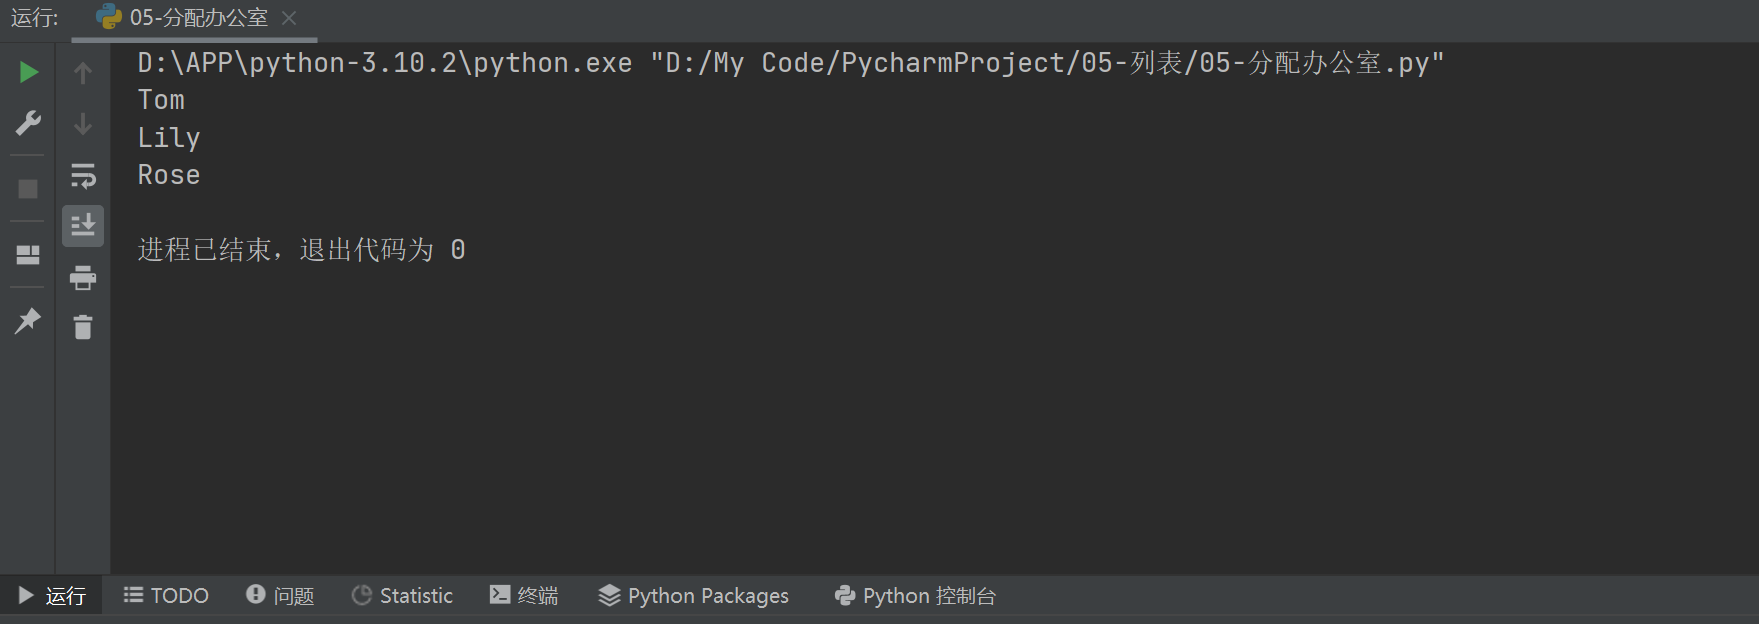 运行: 05-分配办公室
D:\APP\python-3.10.2\python.exe "D:/My Code/PycharmProject/05-列表/05-分配办公室.py"
Tom
Lily
Rose
进程已结束，退出代码为 0
运行 TODO 问题 Statistic 终端 Python Packages Python 控制台